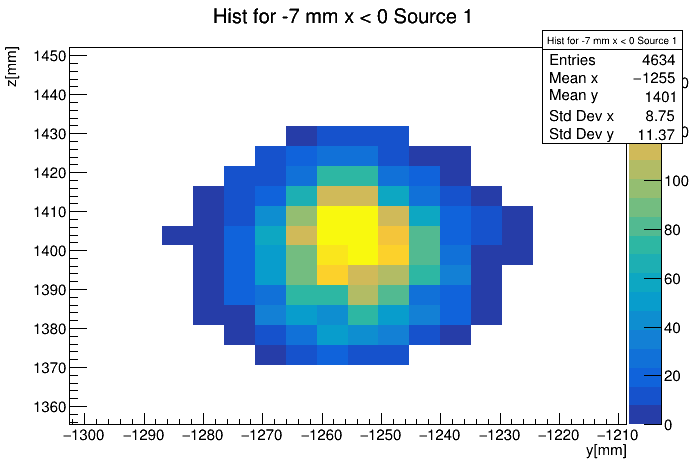 Hist for -7 mm x < 0 Source 1
z[mm]
1450
1440
1430
1420
1410
1400
1390
1380
1370
1360
−1300 −1290 −1280 −1270 −1260 −1250 −1240 −1230 −1220 −1210
y[mm]
Hist for -7 mm x < 0 Source 1
Entries 4634
Mean x −1255
Mean y 1401
Std Dev x 8.75
Std Dev y 11.37
100
80
60
40
20
0